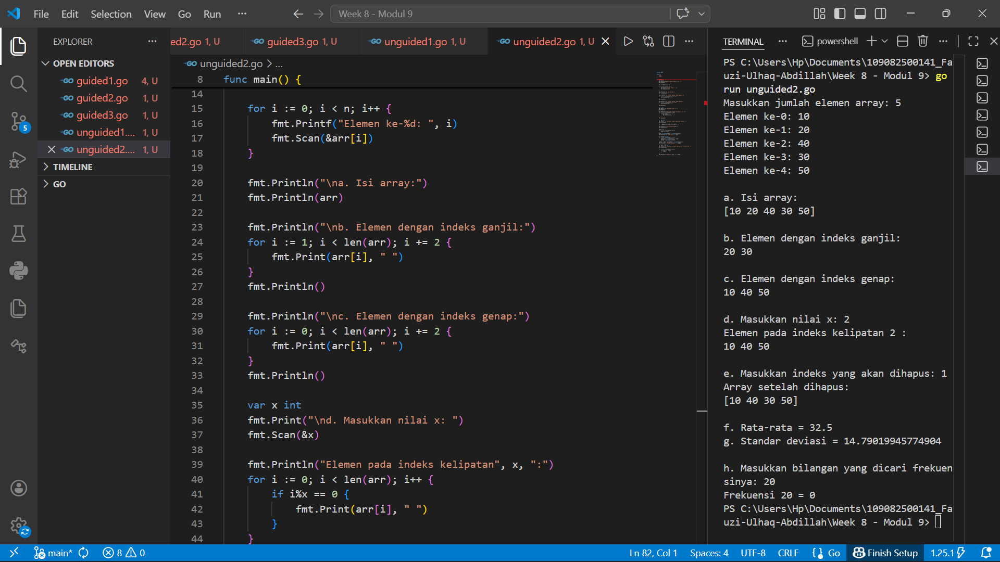 File Edit Selection View Go Run ···
Week 8 - Modul 9
EXPLORER
OPEN EDITORS
guided1.go 4, U
guided2.go 1, U
guided3.go 1, U
unguided1.... 1, U
unguided2.... 1, U
TIMELINE
GO
5
ed2.go 1, U
guided3.go 1, U
unguided1.go 1, U
unguided2.go 1, U
unguided2.go > ...
8 func main() {
14
15 for i := 0; i < n; i++ {
16 fmt.Printf("Elemen ke-%d: ", i)
17 fmt.Scan(&arr[i])
18 }
19
20 fmt.Println("\na. Isi array:")
21 fmt.Println(arr)
22
23 fmt.Println("\nb. Elemen dengan indeks ganjil:")
24 for i := 1; i < len(arr); i += 2 {
25 fmt.Print(arr[i], " ")
26 }
27 fmt.Println()
28
29 fmt.Println("\nc. Elemen dengan indeks genap:")
30 for i := 0; i < len(arr); i += 2 {
31 fmt.Print(arr[i], " ")
32 }
33 fmt.Println()
34
35 var x int
36 fmt.Print("\nd. Masukkan nilai x: ")
37 fmt.Scan(&x)
38
39 fmt.Println("Elemen pada indeks kelipatan", x, ":")
40 for i := 0; i < len(arr); i++ {
41 if i%x == 0 {
42 fmt.Print(arr[i], " ")
43 }
44 }
TERMINAL
powershell
PS C:\Users\Hp\Documents\109082500141_Fa
uzi-Ulhaq-Abdillah\Week 8 - Modul 9> go
run unguided2.go
Masukkan jumlah elemen array: 5
Elemen ke-0: 10
Elemen ke-1: 20
Elemen ke-2: 40
Elemen ke-3: 30
Elemen ke-4: 50
a. Isi array:
[10 20 40 30 50]
b. Elemen dengan indeks ganjil:
20 30
c. Elemen dengan indeks genap:
10 40 50
d. Masukkan nilai x: 2
Elemen pada indeks kelipatan 2 :
10 40 50
e. Masukkan indeks yang akan dihapus: 1
Array setelah dihapus:
[10 40 30 50]
f. Rata-rata = 32.5
g. Standar deviasi = 14.79019945774904
h. Masukkan bilangan yang dicari frekuen
sinya: 20
Frekuensi 20 = 0
PS C:\Users\Hp\Documents\109082500141_Fa
uzi-Ulhaq-Abdillah\Week 8 - Modul 9>
main* 8 0
Ln 82, Col 1 Spaces: 4 UTF-8 CRLF { } Go Finish Setup 1.25.1